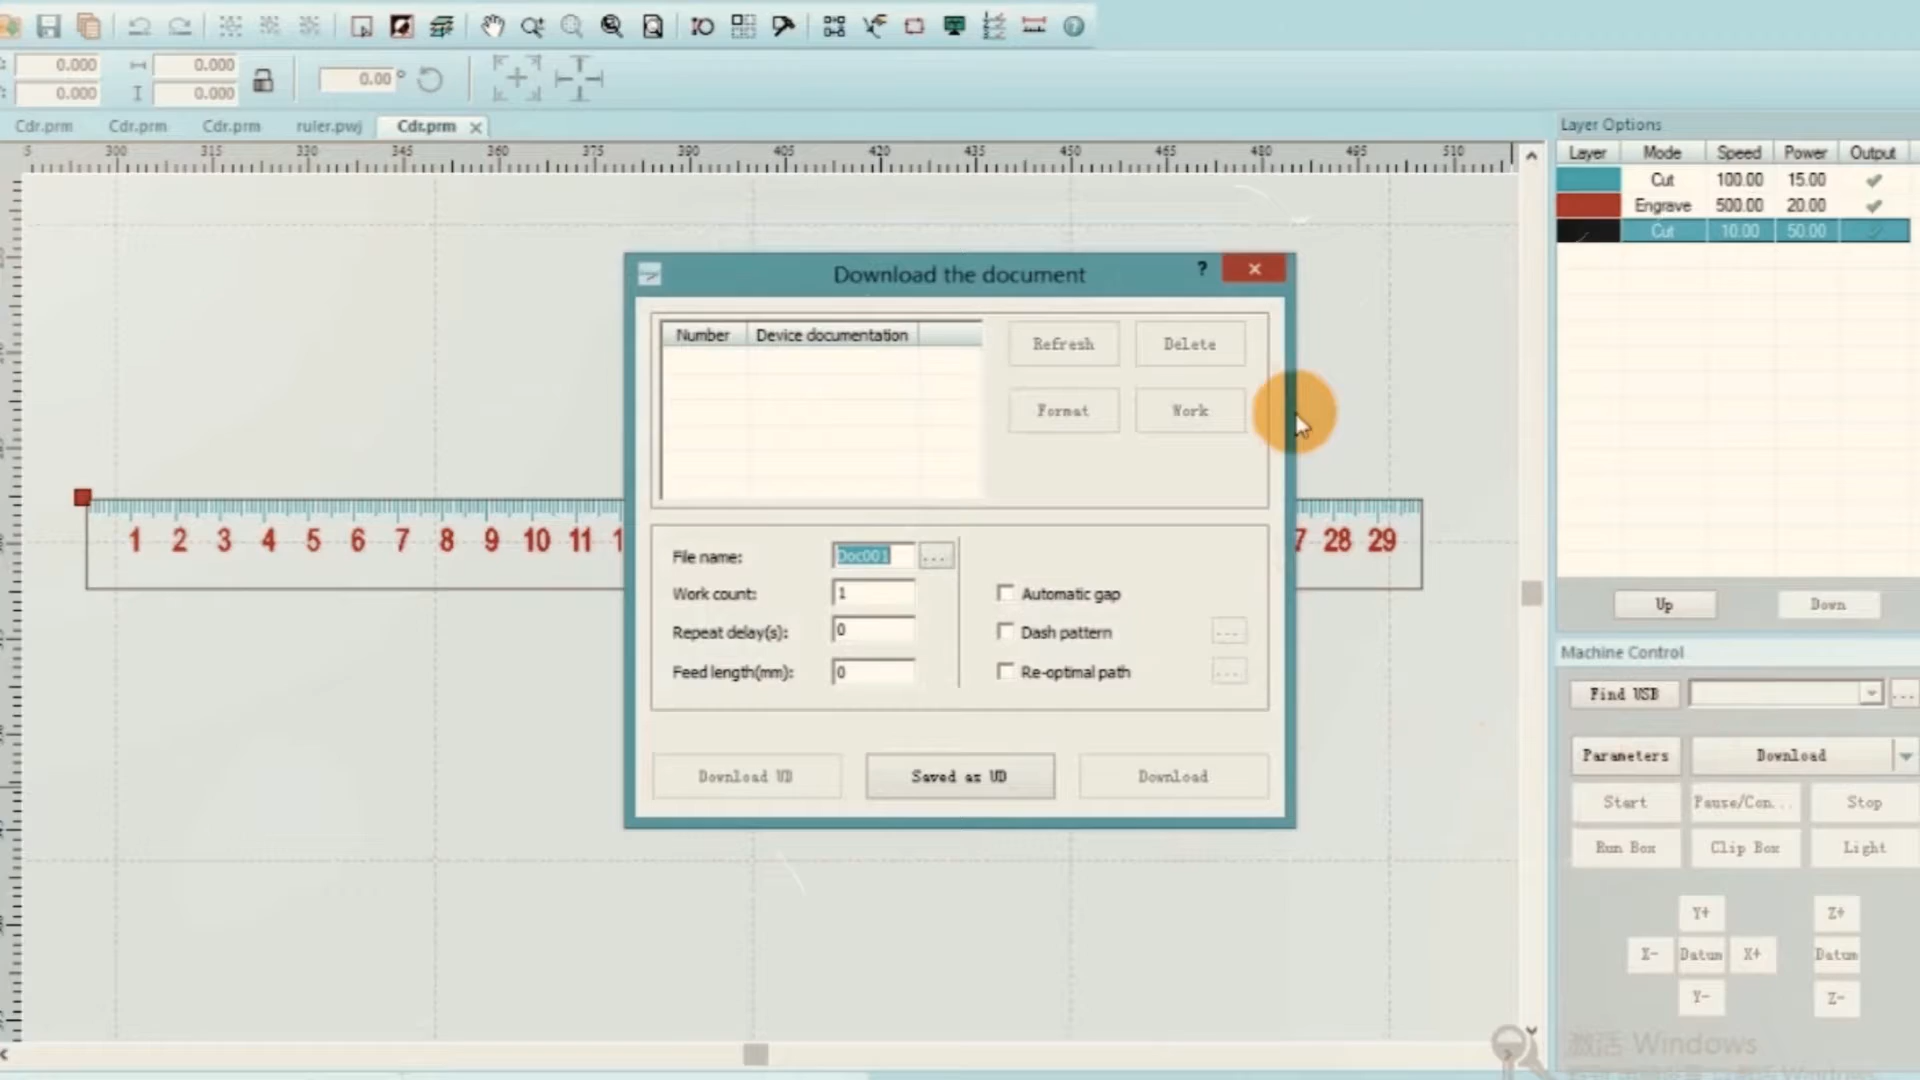 0.000
0.000
0.00 °
0.000
0.000
Cdr.prm
Cdr.prm
Cdr.prm
ruler.pwj
Cdr.prm
5 300 315 330 345 360 375 390 405 420 435 450 465 480 495 510
Layer Options
Layer Mode Speed Power Output
Cut 100.00 15.00
Engrave 500.00 20.00
Cut 10.00 50.00
Download the document
?
Number Device documentation
Refresh Delete
Format Work
1 2 3 4 5 6 7 8 9 10 11 1
7 28 29
File name: Doc001 ...
Work count: 1
Repeat delay(s): 0
Feed length(mm): 0
Automatic gap
Dash pattern ...
Re-optimal path ...
Download UD Saved as UD Download
Up Down
Machine Control
Find USB ...
Parameters Download
Start Pause/Con... Stop
Run Box Clip Box Light
Y+ Z+
X- Datum X+ Datum
Y- Z-
激活 Windows